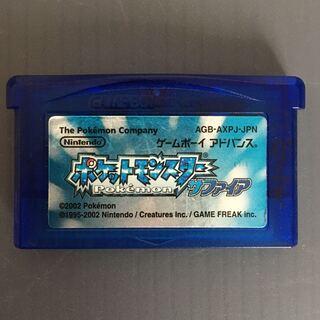 The Pokémon Company
AGB-AXPJ-JPN
Nintendo
ゲームボーイ アドバンス
ポケットモンスター
POKéMON
サファイア
©2002 Pokémon
©1995-2002 Nintendo / Creatures inc. / GAME FREAK inc.